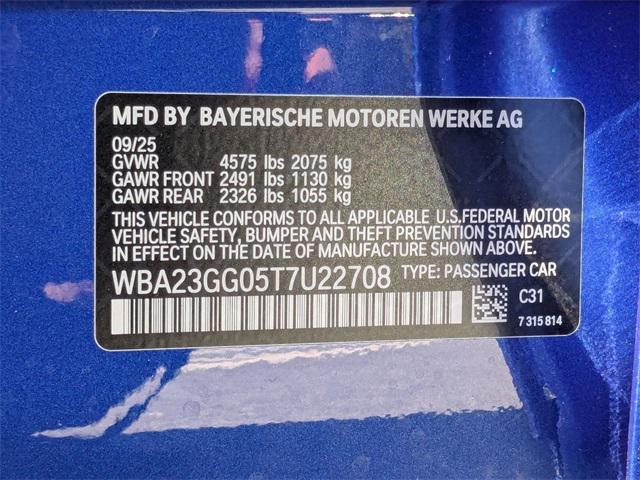 MFD BY BAYERISCHE MOTOREN WERKE AG
09/25
GVWR 4575 lbs 2075 kg
GAWR FRONT 2491 lbs 1130 kg
GAWR REAR 2326 lbs 1055 kg
THIS VEHICLE CONFORMS TO ALL APPLICABLE U.S.FEDERAL MOTOR
VEHICLE SAFETY, BUMPER AND THEFT PREVENTION STANDARDS
IN EFFECT ON THE DATE OF MANUFACTURE SHOWN ABOVE.
WBA23GG05T7U22708 TYPE: PASSENGER CAR
C31
7 315 814